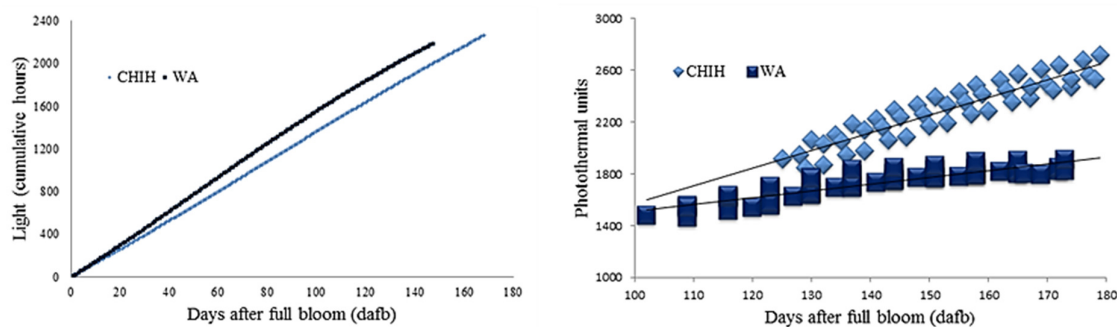 Light (cumulative hours)
2400
2000
1600
1200
800
400
0
CHIH WA
0 20 40 60 80 100 120 140 160 180
Days after full bloom (dafb)
Photothermal units
3000
2600
2200
1800
1400
1000
CHIH WA
100 110 120 130 140 150 160 170 180
Days after full bloom (dafb)